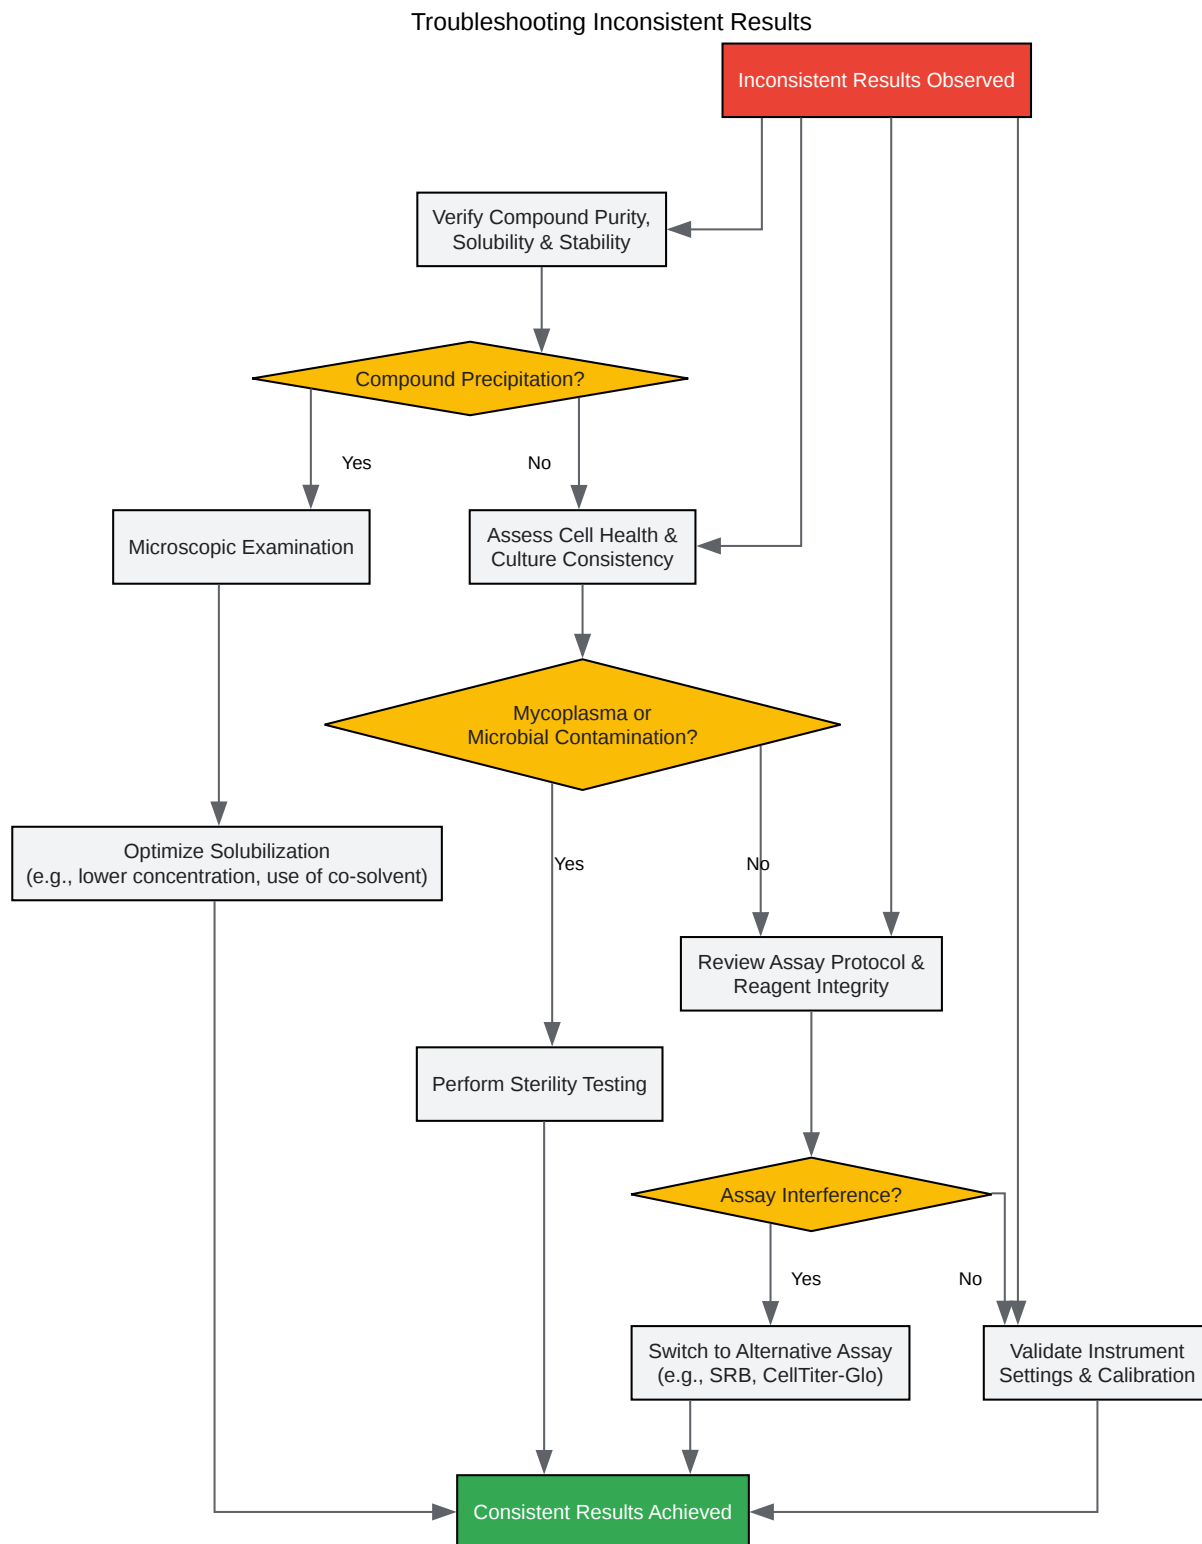 Troubleshooting Inconsistent Results
Inconsistent Results Observed
Verify Compound Purity,
Solubility & Stability
Compound Precipitation?
Yes
No
Microscopic Examination
Assess Cell Health &
Culture Consistency
Mycoplasma or
Microbial Contamination?
Optimize Solubilization
(e.g., lower concentration, use of co-solvent)
Yes
No
Review Assay Protocol &
Reagent Integrity
Perform Sterility Testing
Assay Interference?
Yes
No
Switch to Alternative Assay
(e.g., SRB, CellTiter-Glo)
Validate Instrument
Settings & Calibration
Consistent Results Achieved